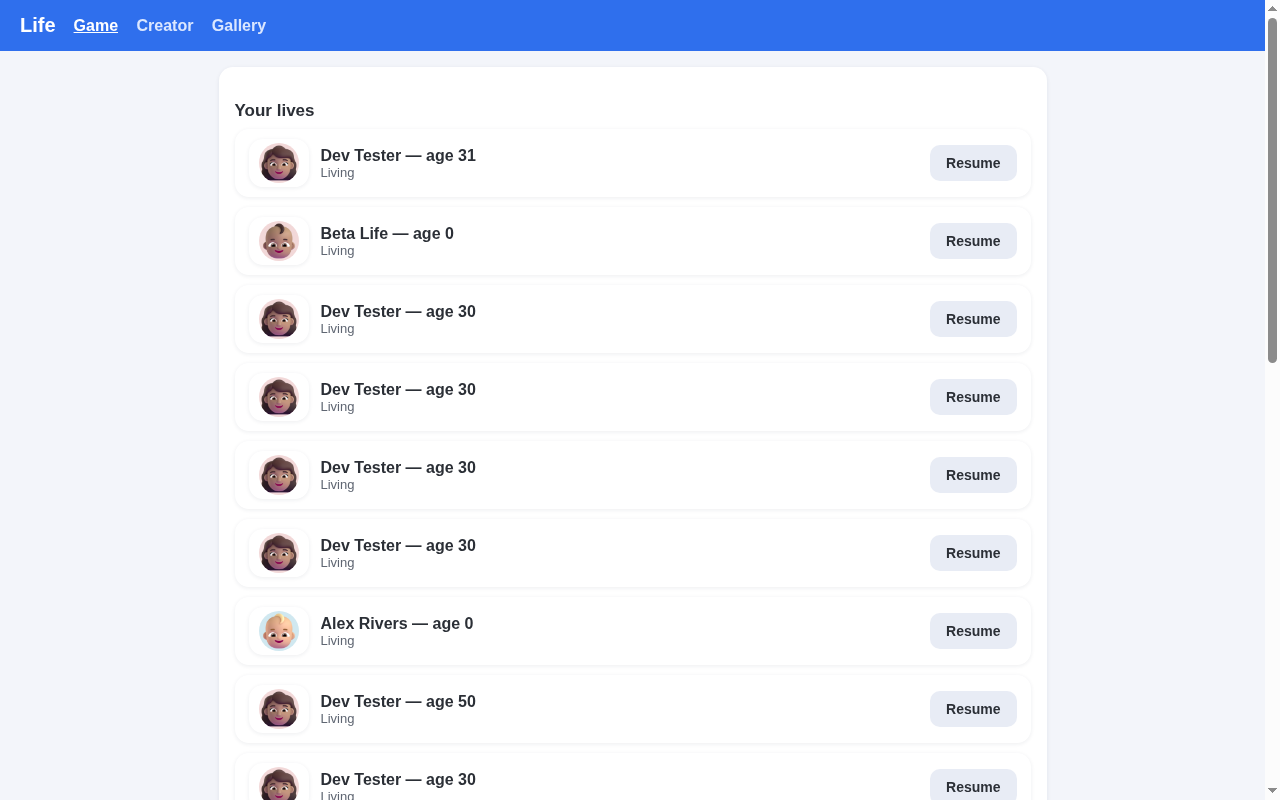 Life Game Creator Gallery
Your lives
Dev Tester — age 31
Living
Resume
Beta Life — age 0
Living
Resume
Dev Tester — age 30
Living
Resume
Dev Tester — age 30
Living
Resume
Dev Tester — age 30
Living
Resume
Dev Tester — age 30
Living
Resume
Alex Rivers — age 0
Living
Resume
Dev Tester — age 50
Living
Resume
Dev Tester — age 30
Living
Resume